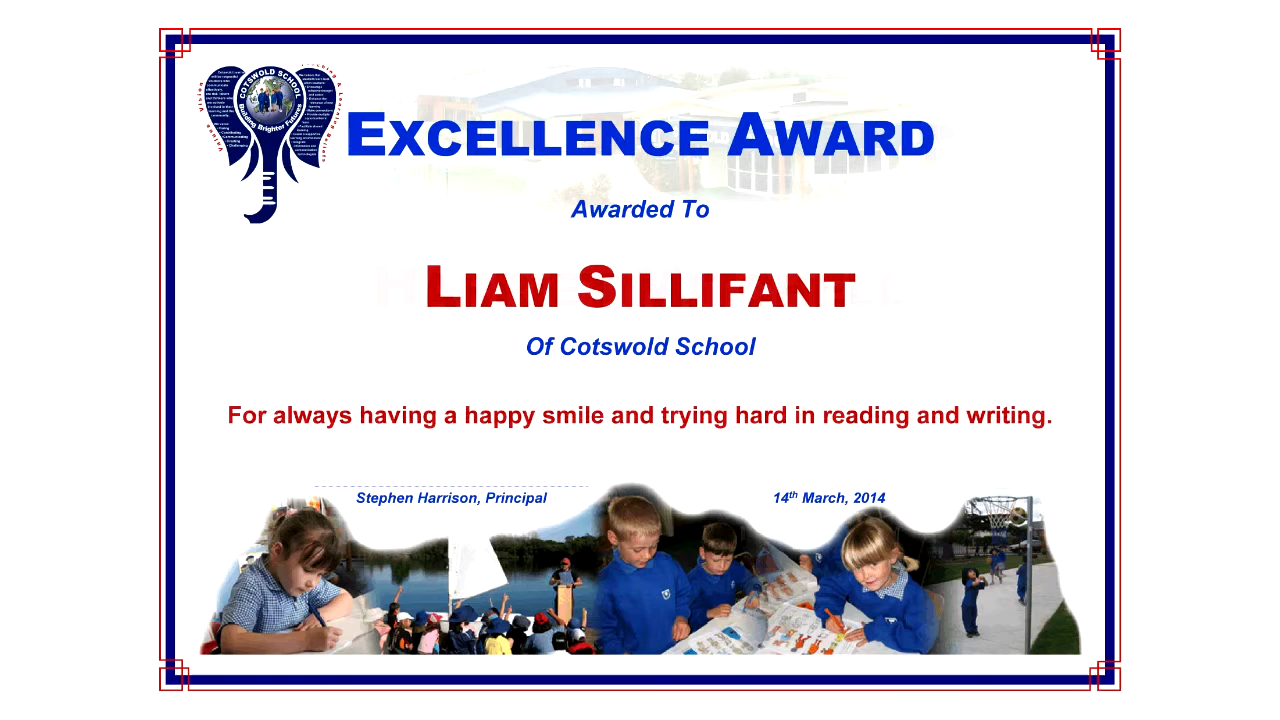 COTSWOLD SCHOOL
Building Brighter Futures
EXCELLENCE AWARD
Awarded To
LIAM SILLIFANT
Of Cotswold School
For always having a happy smile and trying hard in reading and writing.
Stephen Harrison, Principal
14th March, 2014